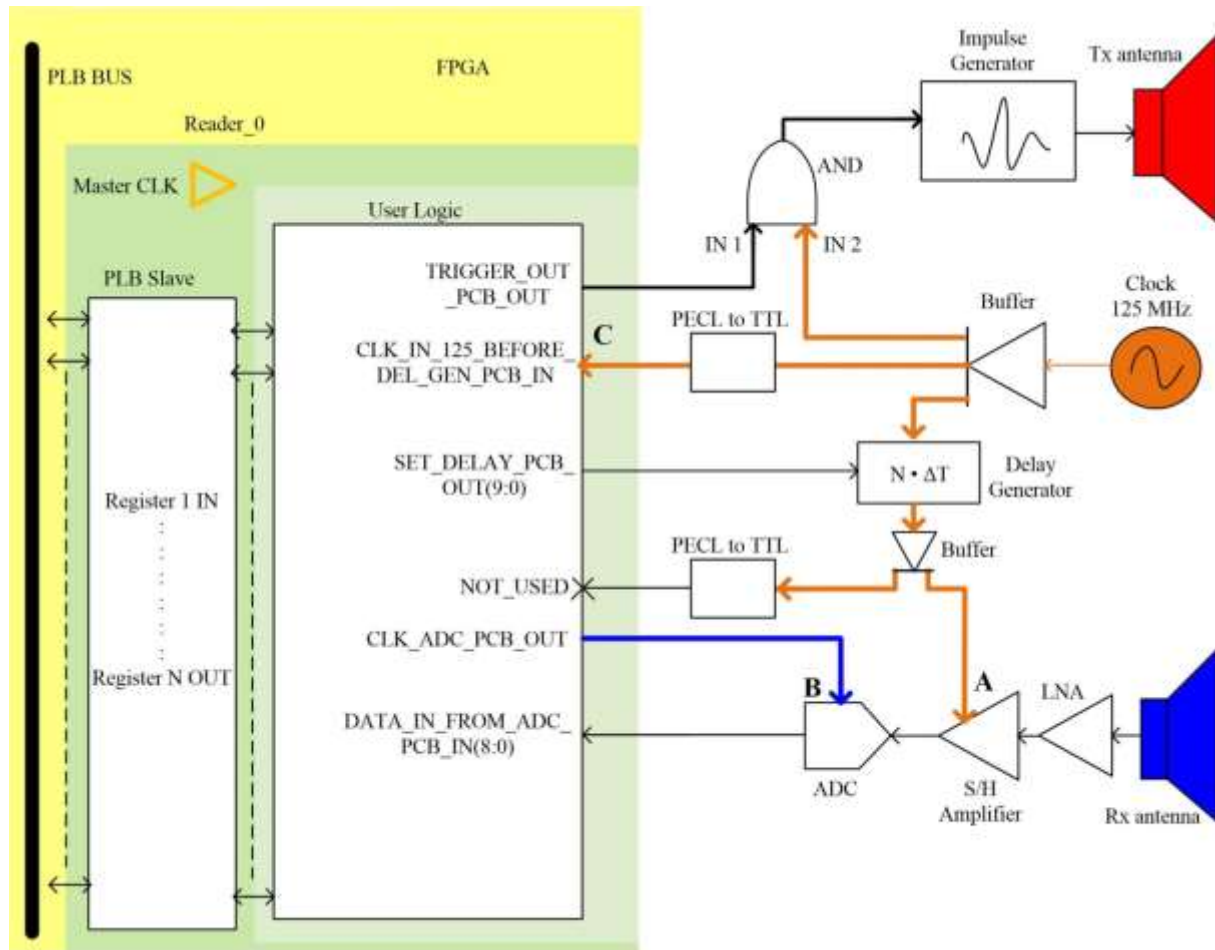 PLB BUS
FPGA
Reader_0
Master CLK
User Logic
PLB Slave
Register 1 IN
Register N OUT
TRIGGER_OUT
_PCB_OUT
CLK_IN_125_BEFORE_
DEL_GEN_PCB_IN
SET_DELAY_PCB_
OUT(9:0)
NOT_USED
CLK_ADC_PCB_OUT
DATA_IN_FROM_ADC_
PCB_IN(8:0)
Impulse
Generator
Tx antenna
AND
IN 1
IN 2
Buffer
Clock
125 MHz
PECL to TTL
C
N • ΔT
Delay
Generator
PECL to TTL
Buffer
B
A
LNA
ADC
S/H
Amplifier
Rx antenna